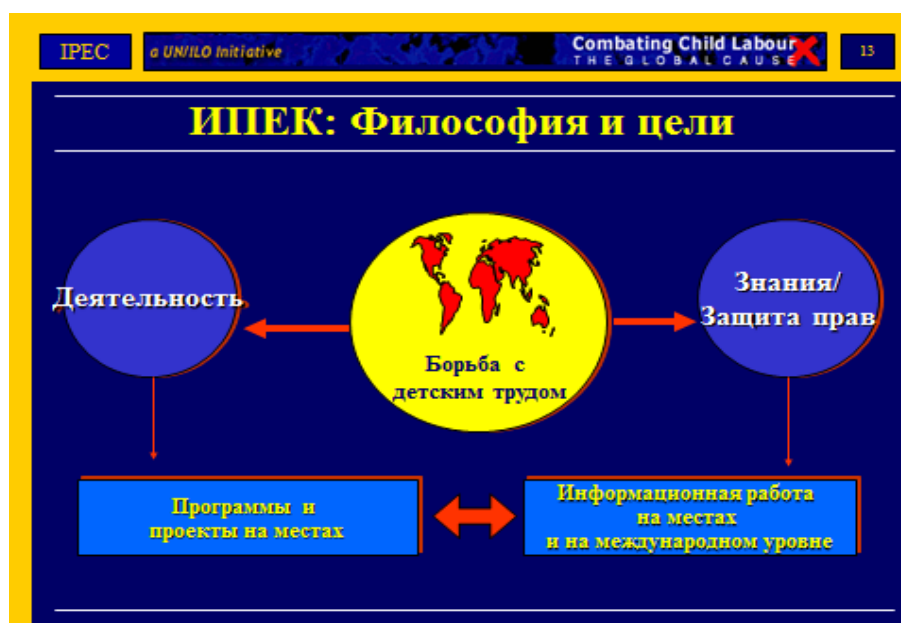 IPEC
a UN/ILO Initiative
Combating Child Labour
THE GLOBAL CAUSE
13
ИПЕК: Философия и цели
Деятельность
Борьба с
детским трудом
Знания/
Защита прав
Программы и
проекты на местах
Информационная работа
на местах
и на международном уровне